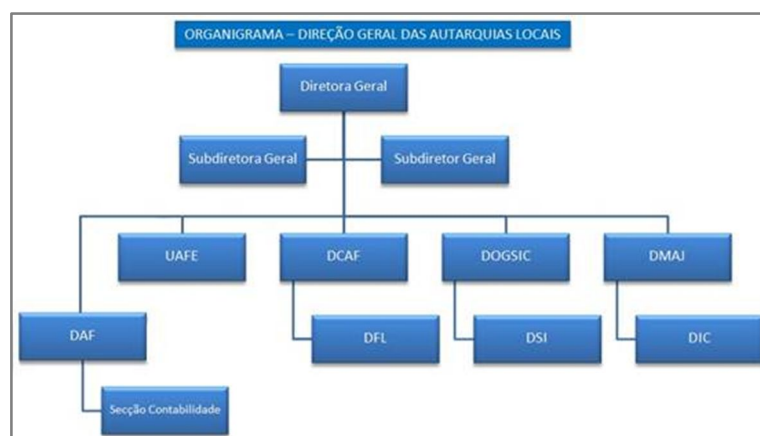 ORGANIGRAMA – DIREÇÃO GERAL DAS AUTARQUIAS LOCAIS
Diretora Geral
Subdiretora Geral
Subdiretor Geral
UAFE
DCAF
DOGSIC
DMAJ
DAF
DFL
DSI
DIC
Secção Contabilidade